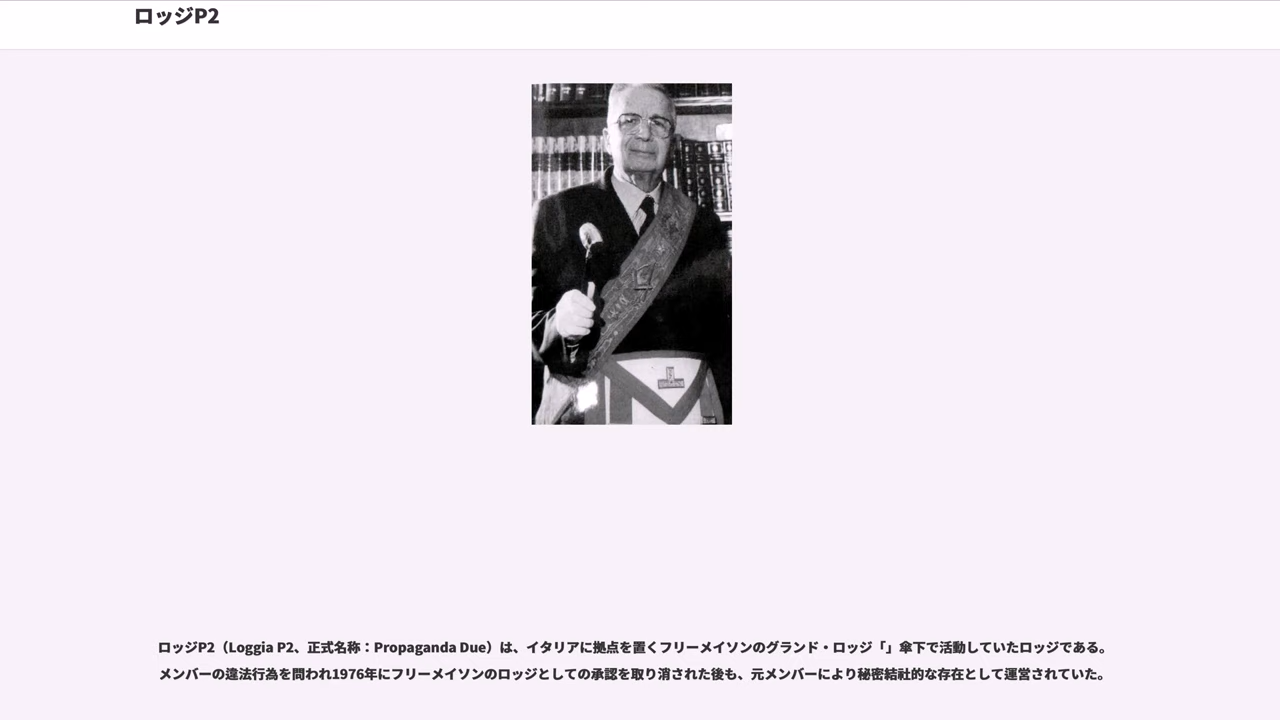 ロッジP2
ロッジP2（Loggia P2、正式名称：Propaganda Due）は、イタリアに拠点を置くフリーメイソンのグランド・ロッジ「」傘下で活動していたロッジである。
メンバーの違法行為を問われ1976年にフリーメイソンのロッジとしての承認を取り消された後も、元メンバーにより秘密結社的な存在として運営されていた。